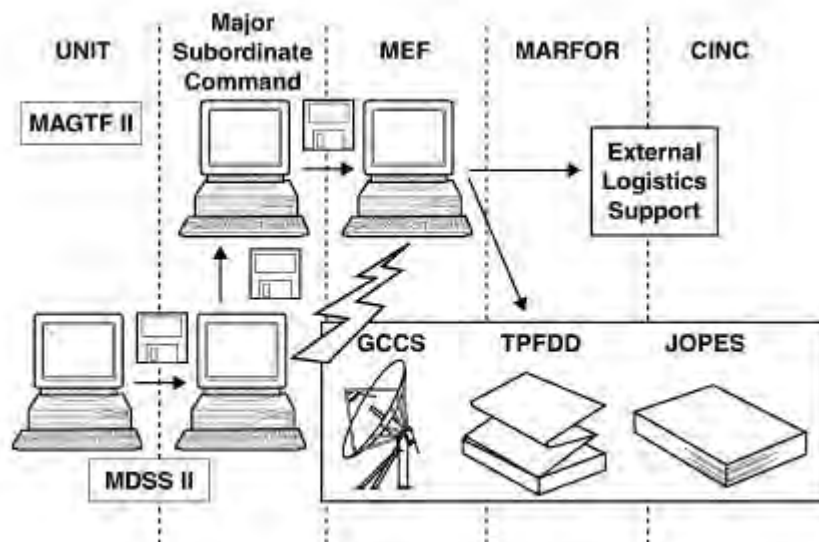 UNIT
Major
Subordinate
Command
MEF
MARFOR
CINC
MAGTF II
External
Logistics
Support
GCCS
TPFDD
JOPES
MDSS II